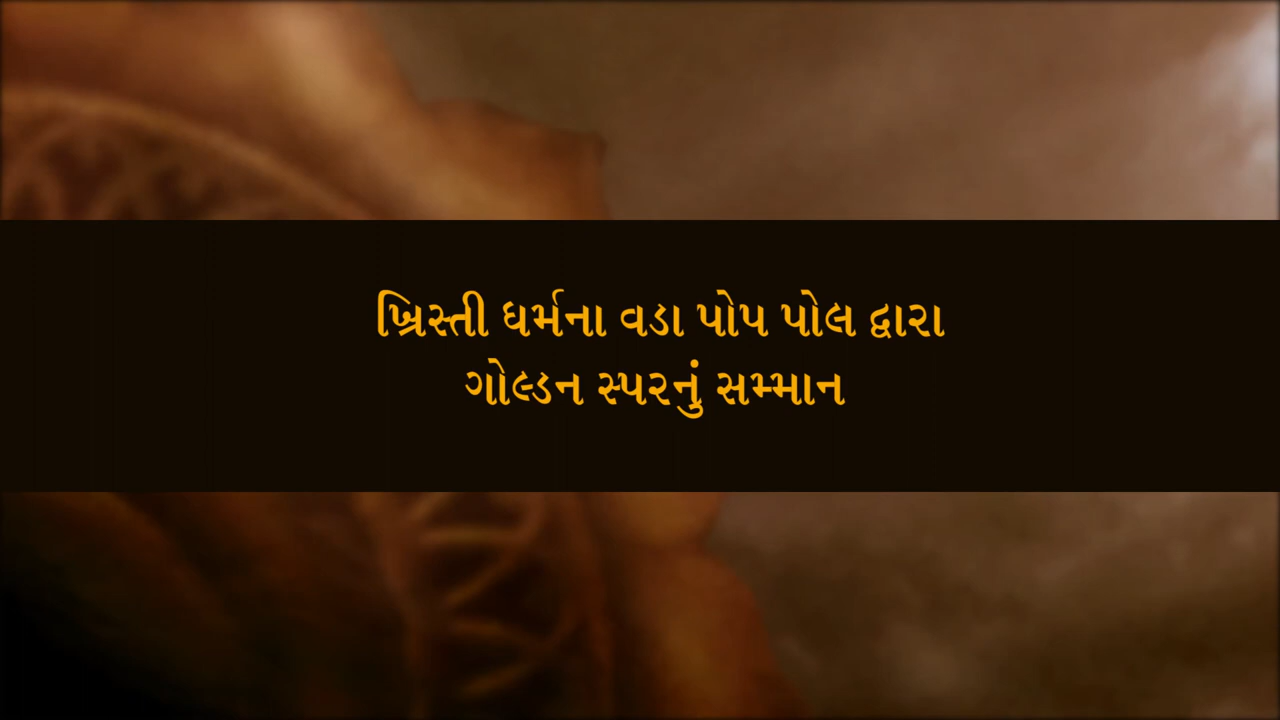 ખ્રિસ્તી ધર્મના વડા પોપ પોલ દ્વારા
ગોલ્ડન સ્પરનું સમ્માન